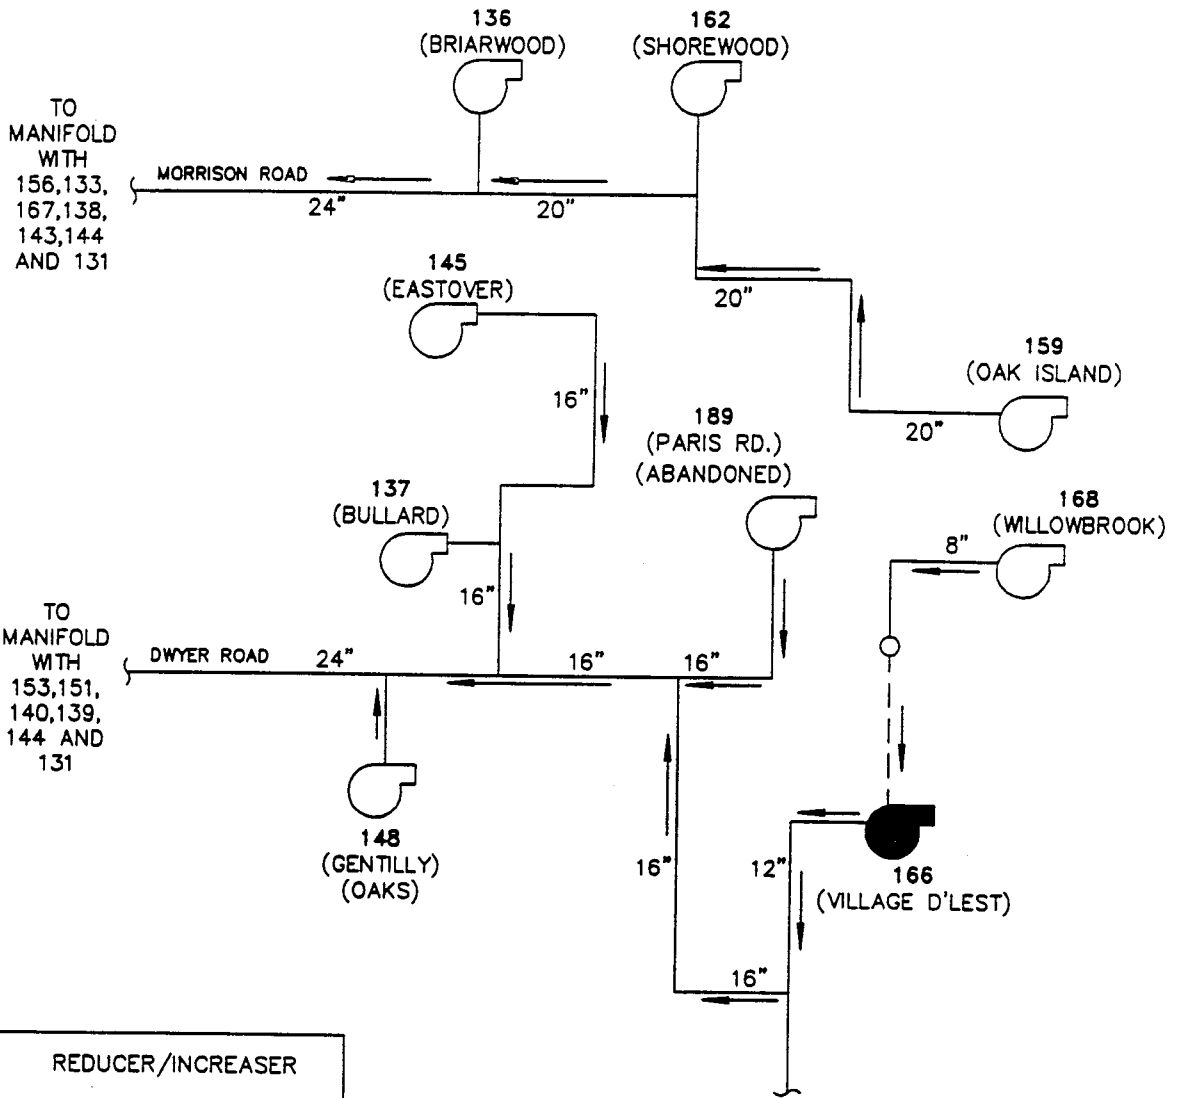 136
(BRIARWOOD)
162
(SHOREWOOD)
TO
MANIFOLD
WITH
156,133,
167,138,
143,144
AND 131
MORRISON ROAD
24"
20"
145
(EASTOVER)
20"
159
(OAK ISLAND)
20"
16"
189
(PARIS RD.)
(ABANDONED)
137
(BULLARD)
168
(WILLOWBROOK)
8"
16"
TO
MANIFOLD
WITH
153,151,
140,139,
144 AND
131
DWYER ROAD
24"
16"
16"
148
(GENTILLY)
(OAKS)
16"
12"
166
(VILLAGE D'LEST)
16"
REDUCER/INCREASER